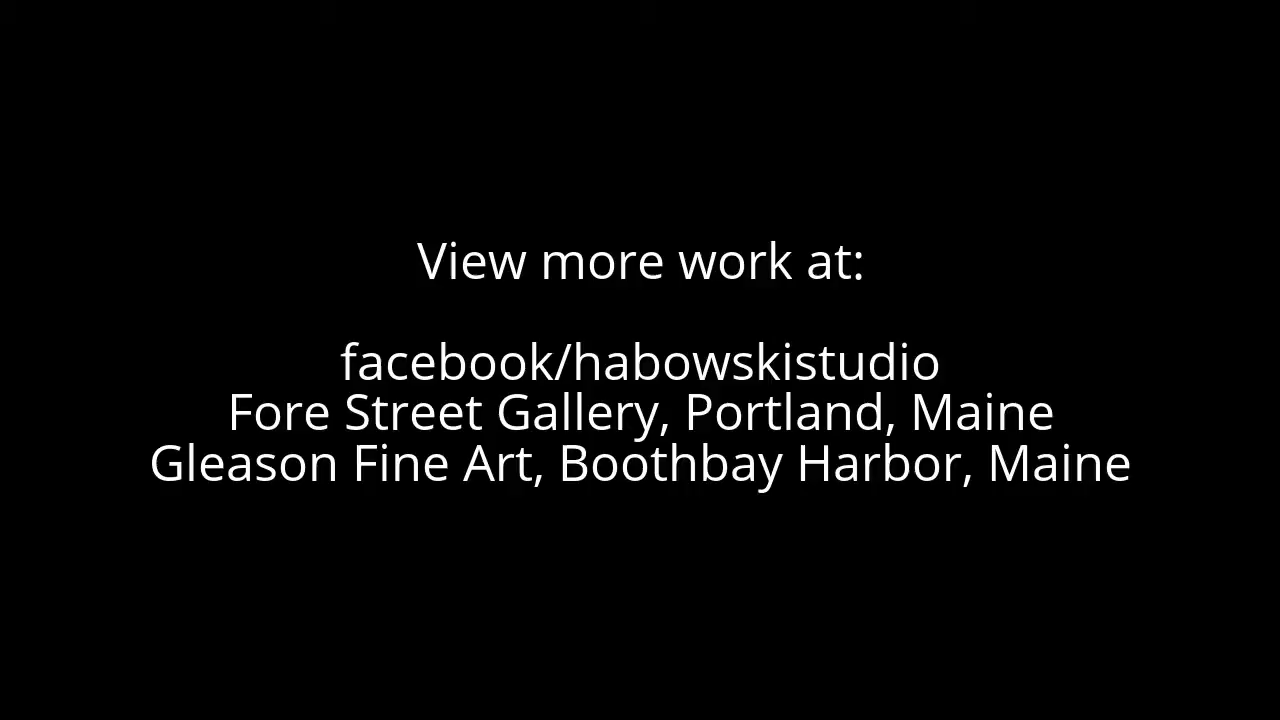 View more work at:
facebook/habowskistudio
Fore Street Gallery, Portland, Maine
Gleason Fine Art, Boothbay Harbor, Maine